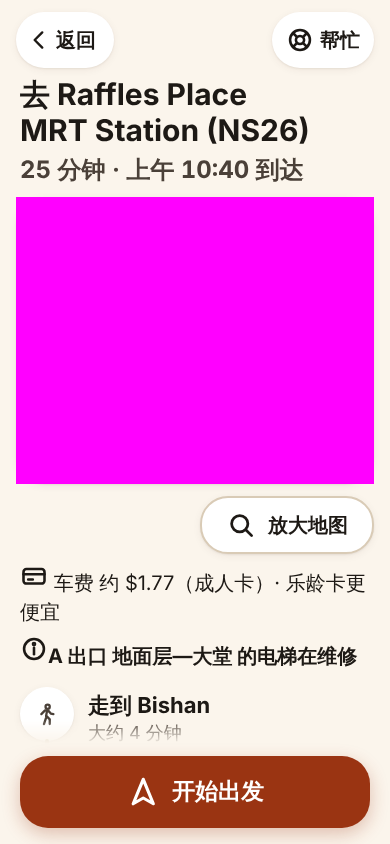 返回
帮忙
去 Raffles Place
MRT Station (NS26)
25 分钟 · 上午 10:40 到达
放大地图
车费 约 $1.77（成人卡）· 乐龄卡更
便宜
A 出口 地面层—大堂 的电梯在维修
走到 Bishan
大约 4 分钟
开始出发